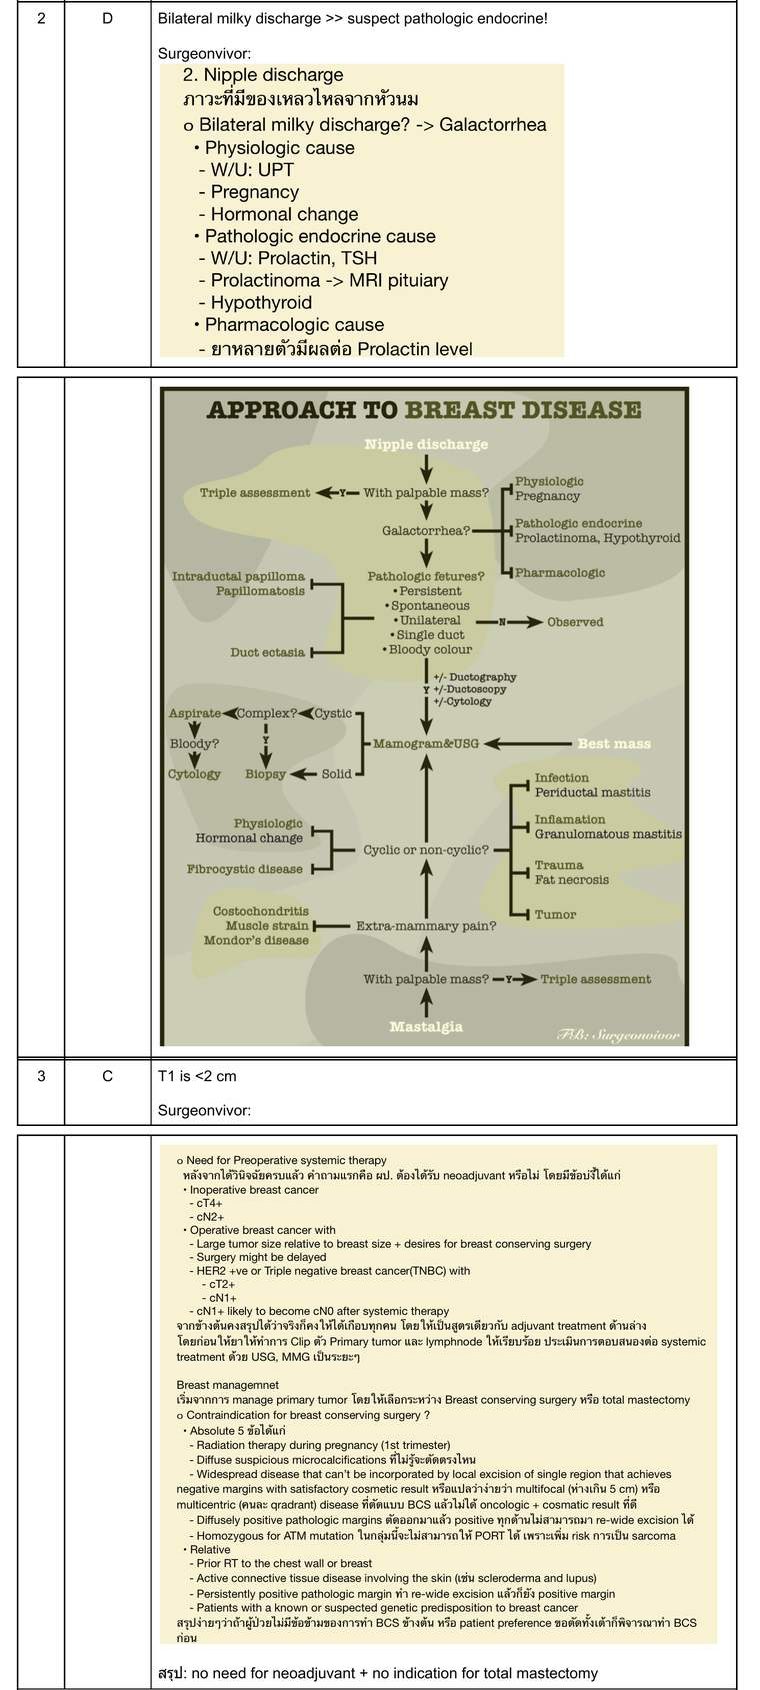 2 D Bilateral milky discharge >> suspect pathologic endocrine!
Surgeonvivor:
2. Nipple discharge
ภาวะที่มีของเหลวไหลจากหัวนม
o Bilateral milky discharge? -> Galactorrhea
• Physiologic cause
- W/U: UPT
- Pregnancy
- Hormonal change
• Pathologic endocrine cause
- W/U: Prolactin, TSH
- Prolactinoma -> MRI pituiary
- Hypothyroid
• Pharmacologic cause
- ยาหลายตัวมีผลต่อ Prolactin level
APPROACH TO BREAST DISEASE
Nipple discharge
Triple assessment Y With palpable mass?
Physiologic
Pregnancy
Galactorrhea?
Pathologic endocrine
Prolactinoma, Hypothyroid
Pharmacologic
Intraductal papilloma
Papillomatosis
Duct ectasia
Pathologic fetures?
• Persistent
• Spontaneous
• Unilateral
• Single duct
• Bloody colour
N Observed
Y
+/- Ductography
+/-Ductoscopy
+/-Cytology
Aspirate Complex? Cystic
Bloody? Y
Cytology Biopsy Solid
Mamogram&USG
Best mass
Infection
Periductal mastitis
Inflamation
Granulomatous mastitis
Trauma
Fat necrosis
Tumor
Physiologic
Hormonal change
Fibrocystic disease
Cyclic or non-cyclic?
Costochondritis
Muscle strain
Mondor's disease
Extra-mammary pain?
With palpable mass? Y Triple assessment
Mastalgia
FB: Surgeonvivor
3 C T1 is <2 cm
Surgeonvivor:
o Need for Preoperative systemic therapy
หลังจากได้วินิจฉัยครบแล้ว คำถามแรกคือ ผป. ต้องได้รับ neoadjuvant หรือไม่ โดยมีข้อบ่งี้ได้แก่
• Inoperative breast cancer
- cT4+
- cN2+
• Operative breast cancer with
- Large tumor size relative to breast size + desires for breast conserving surgery
- Surgery might be delayed
- HER2 +ve or Triple negative breast cancer(TNBC) with
- cT2+
- cN1+
- cN1+ likely to become cN0 after systemic therapy
จากข้างต้นคงสรุปได้ว่าจริงก็คงให้ได้เกือบทุกคน โดยให้เป็นสูตรเดียวกับ adjuvant treatment ด้านล่าง
โดยก่อนให้ยาให้ทำการ Clip ตัว Primary tumor และ lymphnode ให้เรียบร้อย ประเมินการตอบสนองต่อ systemic
treatment ด้วย USG, MMG เป็นระยะๆ
Breast managemnet
เริ่มจากการ manage primary tumor โดยให้เลือกระหว่าง Breast conserving surgery หรือ total mastectomy
o Contraindication for breast conserving surgery ?
• Absolute 5 ข้อได้แก่
- Radiation therapy during pregnancy (1st trimester)
- Diffuse suspicious microcalcifications ที่ไม่รู้จะตัดตรงไหน
- Widespread disease that can't be incorporated by local excision of single region that achieves
negative margins with satisfactory cosmetic result หรือแปลว่าง่ายว่า multifocal (ห่างเกิน 5 cm) หรือ
multicentric (คนละ qradrant) disease ที่ตัดแบบ BCS แล้วไม่ได้ oncologic + cosmatic result ที่ดี
- Diffusely positive pathologic margins ตัดออกมาแล้ว positive ทุกด้านไม่สามารถมา re-wide excision ได้
- Homozygous for ATM mutation ในกลุ่มนี้จะไม่สามารถให้ PORT ได้ เพราะเพิ่ม risk การเป็น sarcoma
• Relative
- Prior RT to the chest wall or breast
- Active connective tissue disease involving the skin (เช่น scleroderma and lupus)
- Persistently positive pathologic margin ทำ re-wide excision แล้วก็ยัง positive margin
- Patients with a known or suspected genetic predisposition to breast cancer
สรุปง่ายๆว่าถ้าผู้ป่วยไม่มีข้อห้ามของการทำ BCS ข้างต้น หรือ patient preference ขอตัดทั้งเต้าก็พิจารณาทำ BCS
ก่อน
สรุป: no need for neoadjuvant + no indication for total mastectomy